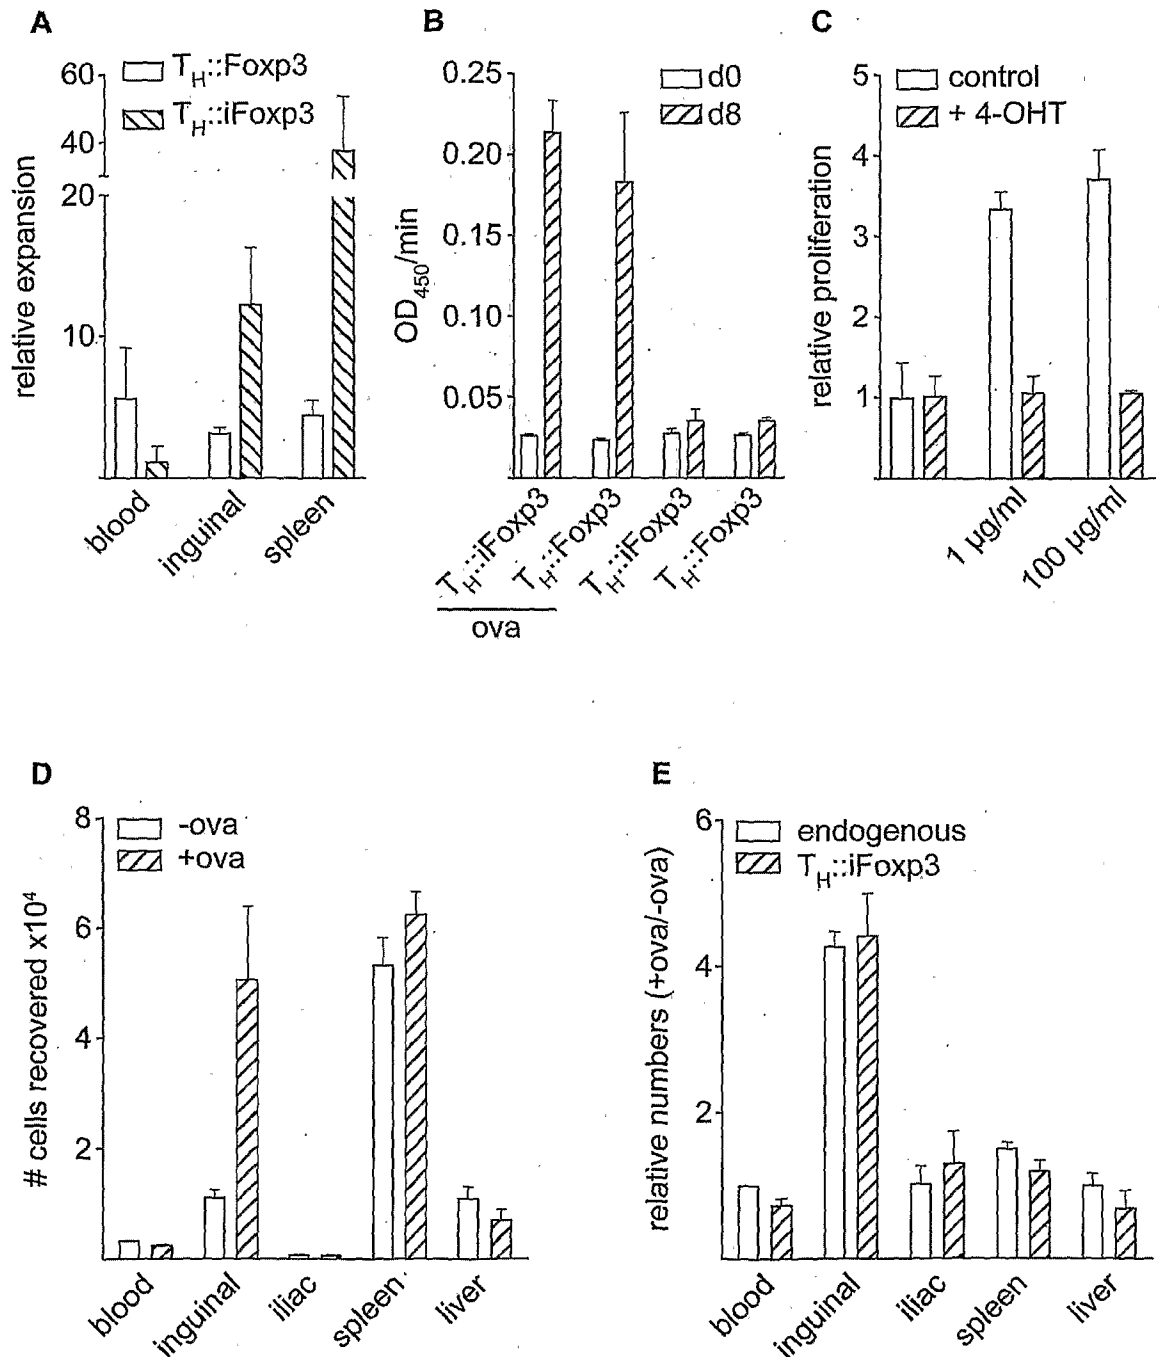 A
T_H::Foxp3
T_H::iFoxp3
relative expansion
60
40
20
10
blood
inguinal
spleen
B
d0
d8
OD_450/min
0.25
0.20
0.15
0.10
0.05
T_H::iFoxp3
T_H::Foxp3
T_H::iFoxp3
T_H::Foxp3
ova
C
control
+ 4-OHT
relative proliferation
5
4
3
2
1
1 µg/ml
100 µg/ml
D
-ova
+ova
# cells recovered x10⁴
8
6
4
2
blood
inguinal
iliac
spleen
liver
E
endogenous
T_H::iFoxp3
relative numbers (+ova/-ova)
6
4
2
blood
inguinal
iliac
spleen
liver